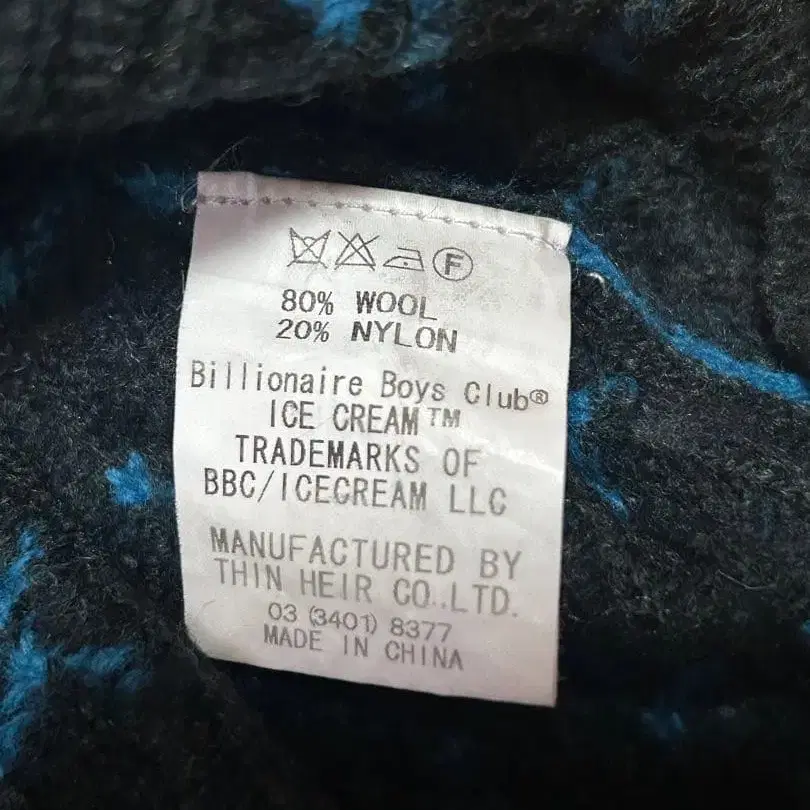 F
80% WOOL
20% NYLON
Billionaire Boys Club®
ICE CREAM™
TRADEMARKS OF
BBC/ICECREAM LLC
MANUFACTURED BY
THIN HEIR CO.,LTD.
03 (3401) 8377
MADE IN CHINA